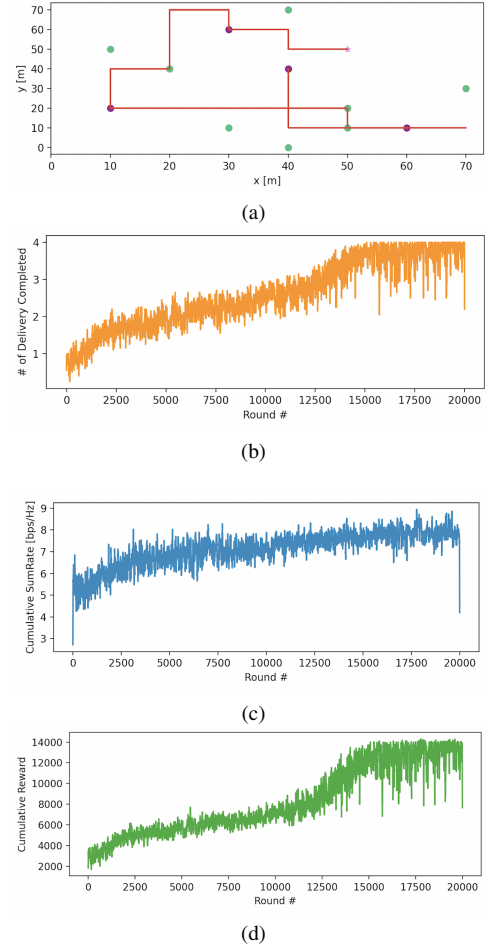 70
60
50
40
30
20
10
0
y [m]
0 10 20 30 40 50 60 70
x [m]
(a)
4
3
2
1
# of Delivery Completed
0 2500 5000 7500 10000 12500 15000 17500 20000
Round #
(b)
9
8
7
6
5
4
3
Cumulative SumRate [bps/Hz]
0 2500 5000 7500 10000 12500 15000 17500 20000
Round #
(c)
14000
12000
10000
8000
6000
4000
2000
Cumulative Reward
0 2500 5000 7500 10000 12500 15000 17500 20000
Round #
(d)